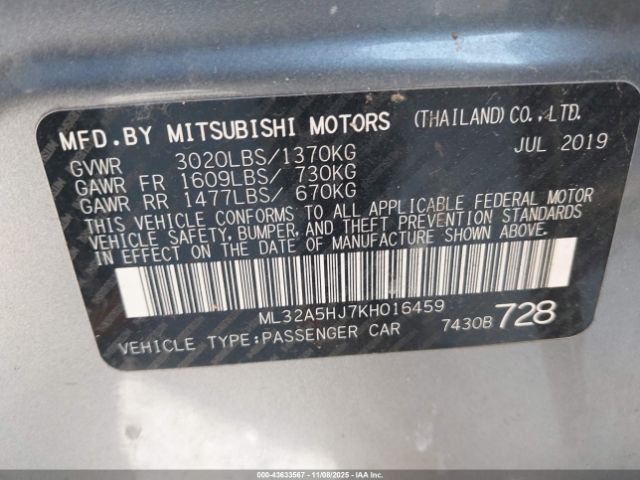 MFD. BY MITSUBISHI MOTORS (THAILAND) CO., LTD.
GVWR 3020LBS/1370KG JUL 2019
GAWR FR 1609LBS/ 730KG
GAWR RR 1477LBS/ 670KG
THIS VEHICLE CONFORMS TO ALL APPLICABLE FEDERAL MOTOR
VEHICLE SAFETY, BUMPER, AND THEFT PREVENTION STANDARDS
IN EFFECT ON THE DATE OF MANUFACTURE SHOWN ABOVE.
ML32A5HJ7KH016459
VEHICLE TYPE:PASSENGER CAR 7430B 728
000-43633567 - 11/08/2025 - COPYRIGHT IAA, LLC.